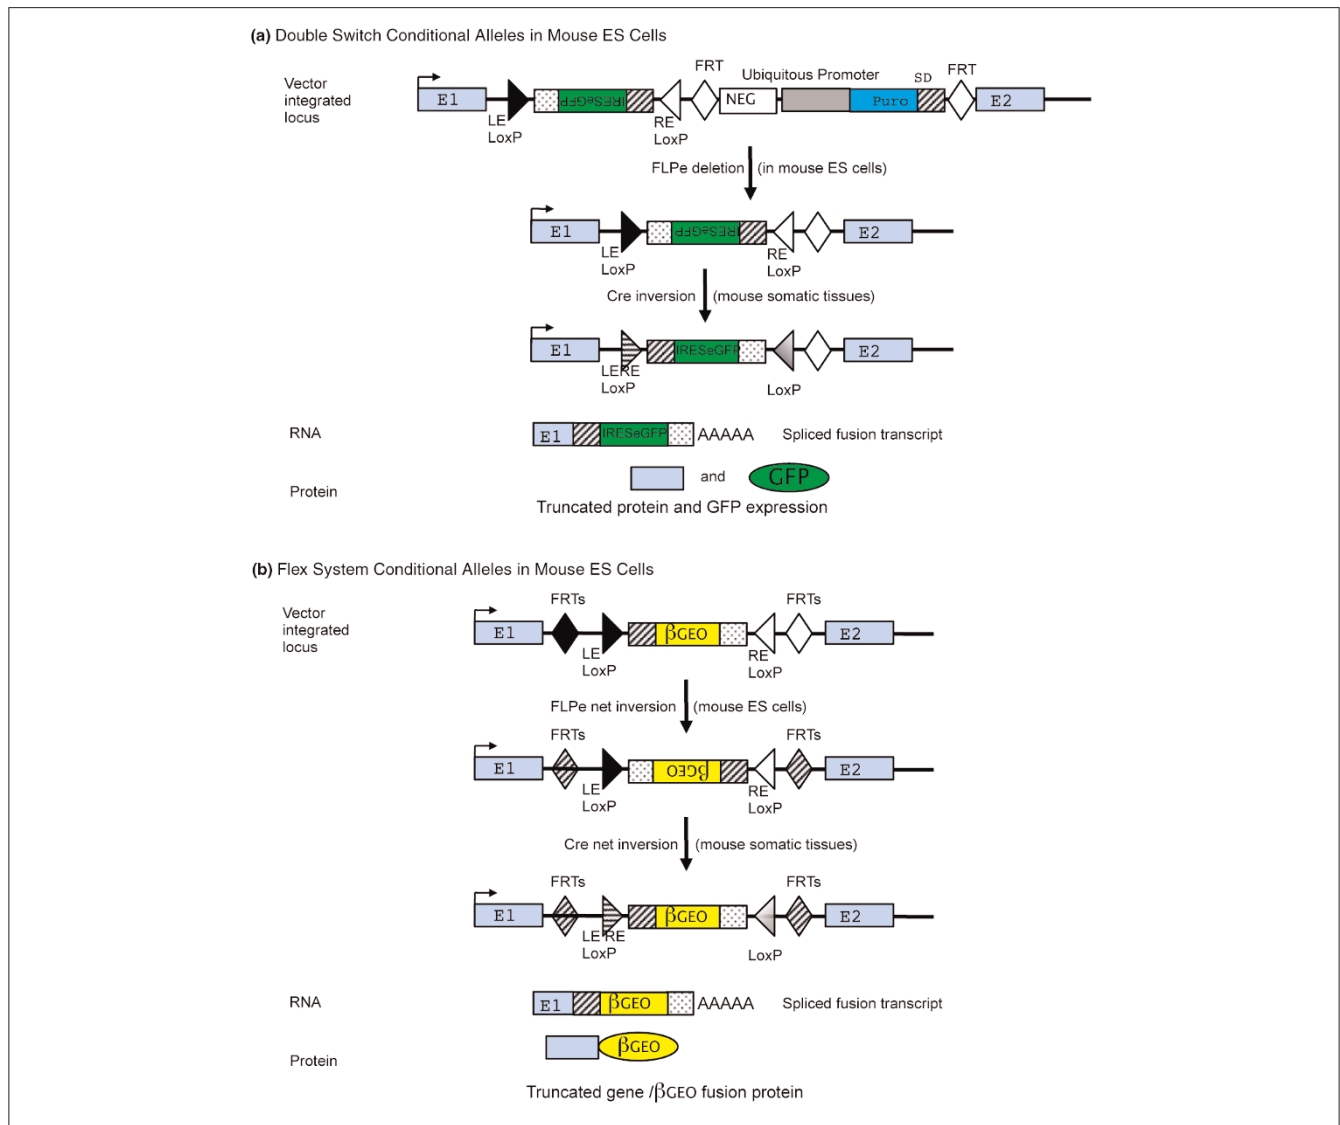 (a) Double Switch Conditional Alleles in Mouse ES Cells
Vector integrated locus
FRT
Ubiquitous Promoter
SD
FRT
E1
IRESeGFP
NEG
Puro
E2
LE LoxP
RE LoxP
FLPe deletion (in mouse ES cells)
E1
IRESeGFP
E2
LE LoxP
RE LoxP
Cre inversion (mouse somatic tissues)
E1
IRESeGFP
E2
LERE LoxP
LoxP
RNA
E1 IRESeGFP AAAAA
Spliced fusion transcript
Protein
and GFP
Truncated protein and GFP expression
(b) Flex System Conditional Alleles in Mouse ES Cells
Vector integrated locus
FRTs
FRTs
E1
βGEO
E2
LE LoxP
RE LoxP
FLPe net inversion (mouse ES cells)
FRTs
FRTs
E1
βGEO
E2
LE LoxP
RE LoxP
Cre net inversion (mouse somatic tissues)
FRTs
FRTs
E1
βGEO
E2
LE RE LoxP
LoxP
RNA
E1 βGEO AAAAA
Spliced fusion transcript
Protein
βGEO
Truncated gene /βGEO fusion protein